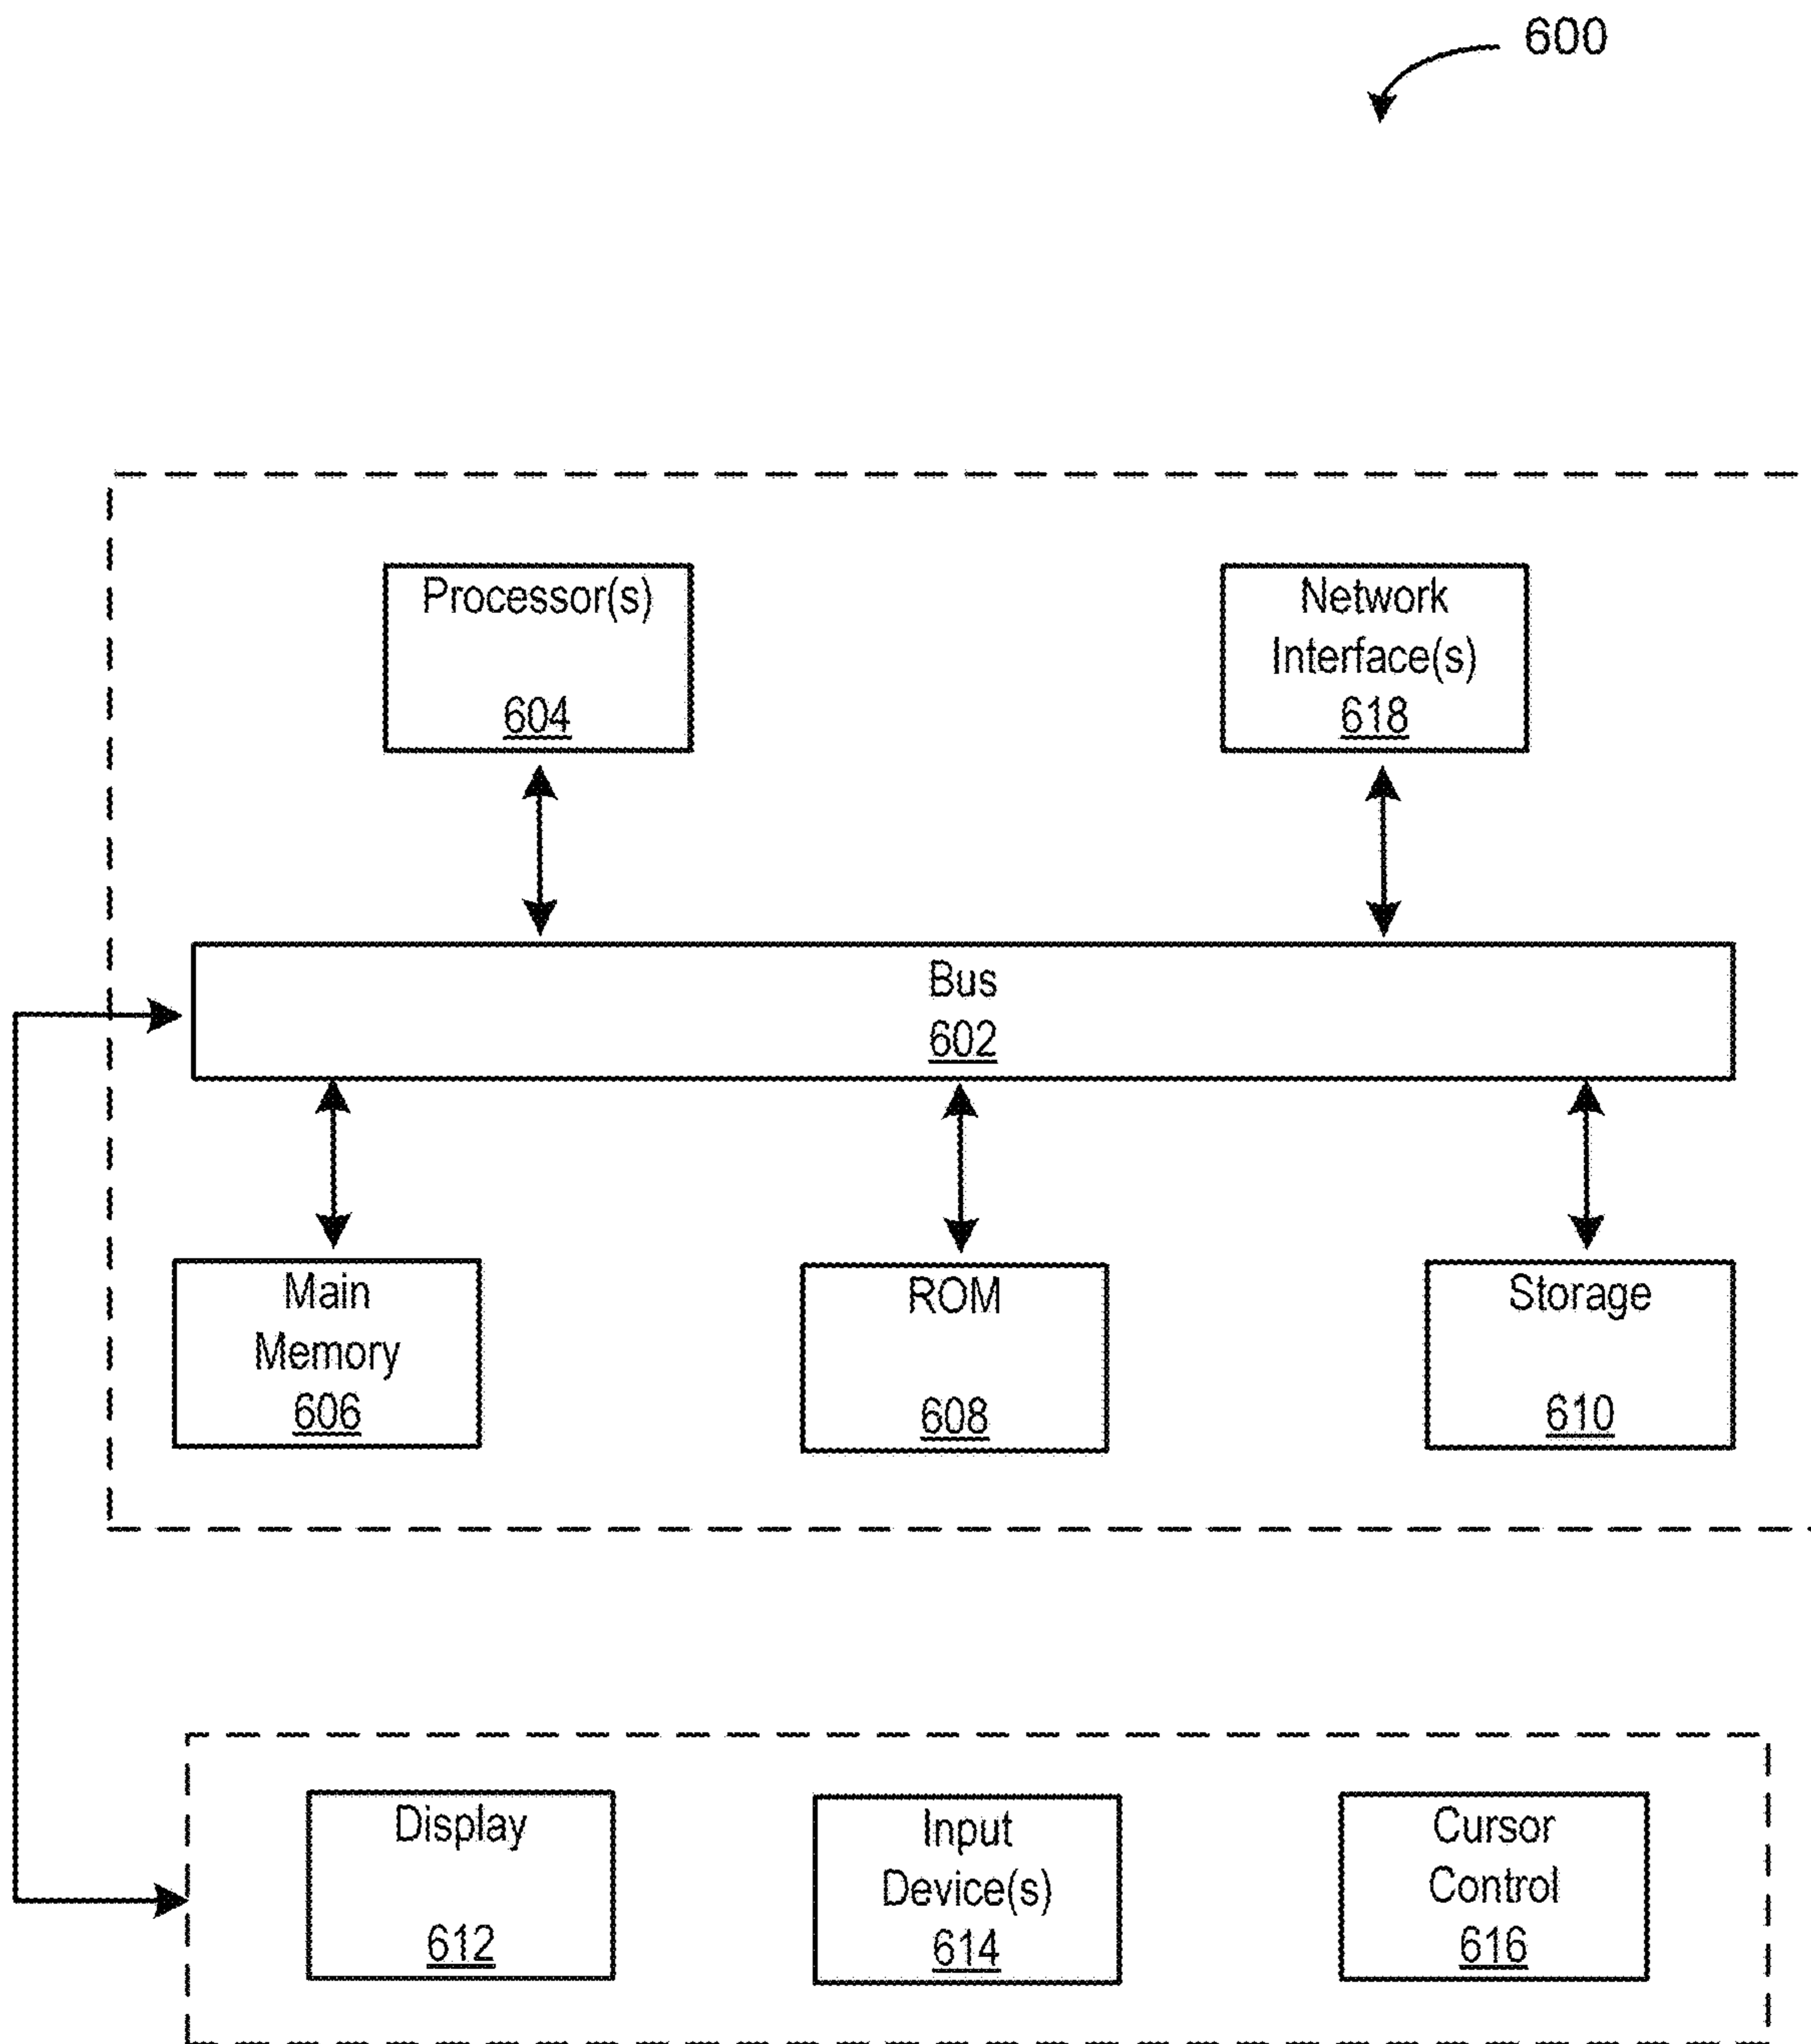 600
Processor(s)
604
Network
Interface(s)
618
Bus
602
Main
Memory
606
ROM
608
Storage
610
Display
612
Input
Device(s)
614
Cursor
Control
616